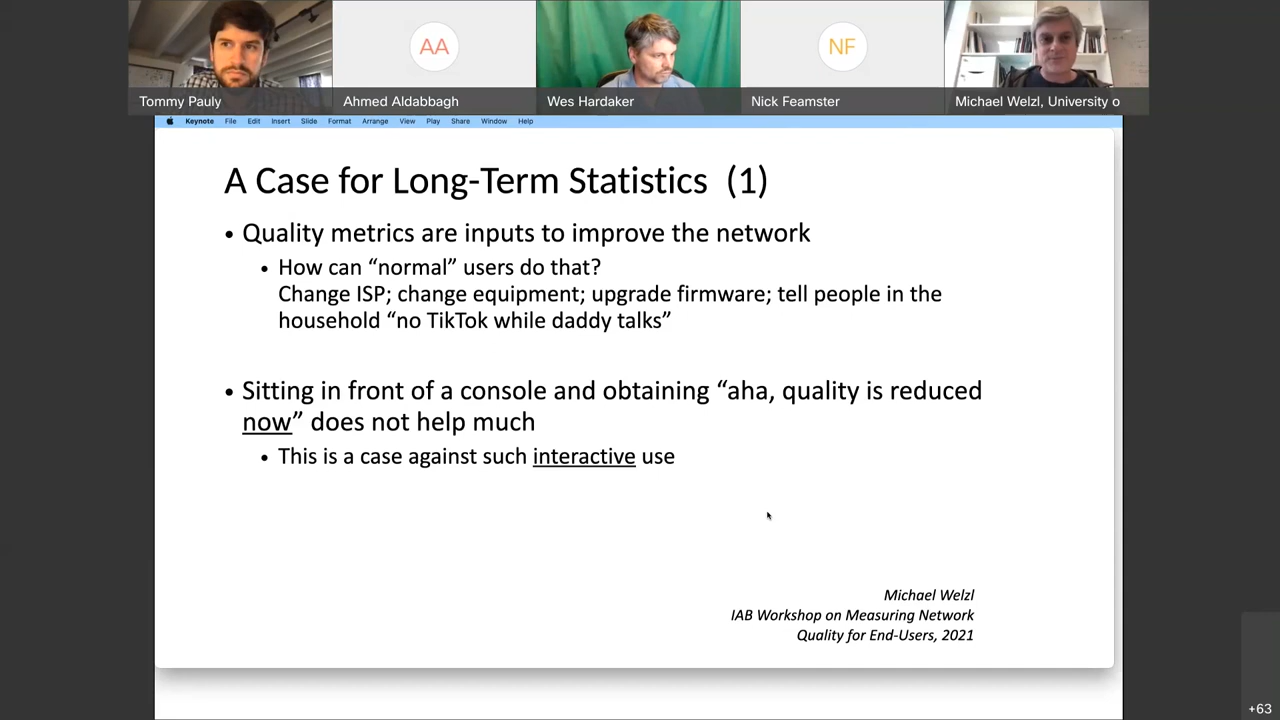 AA
NF
Tommy Pauly
Ahmed Aldabbagh
Wes Hardaker
Nick Feamster
Michael Welzl, University o
Keynote File Edit Insert Slide Format Arrange View Play Share Window Help
A Case for Long-Term Statistics (1)
• Quality metrics are inputs to improve the network
• How can “normal” users do that?
Change ISP; change equipment; upgrade firmware; tell people in the
household “no TikTok while daddy talks”
• Sitting in front of a console and obtaining “aha, quality is reduced
now” does not help much
• This is a case against such interactive use
Michael Welzl
IAB Workshop on Measuring Network
Quality for End-Users, 2021
+63